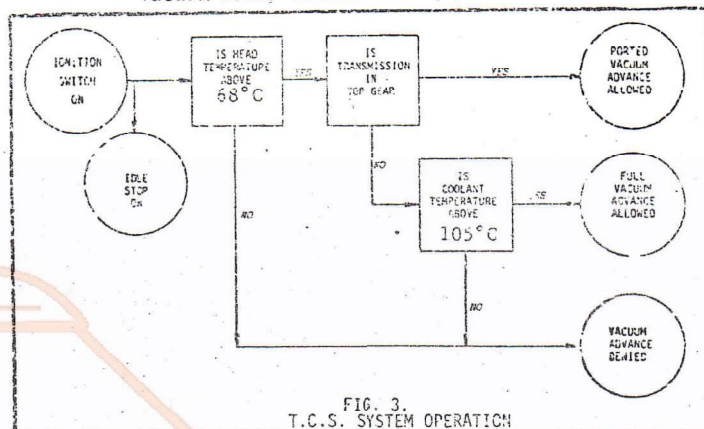 IGNITION
SWITCH
ON
IDLE
STOP
ON
IS HEAD
TEMPERATURE
ABOVE
68°C
YES
IS
TRANSMISSION
IN
TOP GEAR
YES
PORTED
VACUUM
ADVANCE
ALLOWED
NO
NO
IS
COOLANT
TEMPERATURE
ABOVE
105°C
YES
FULL
VACUUM
ADVANCE
ALLOWED
NO
VACUUM
ADVANCE
DENIED
FIG. 3.
T.C.S. SYSTEM OPERATION